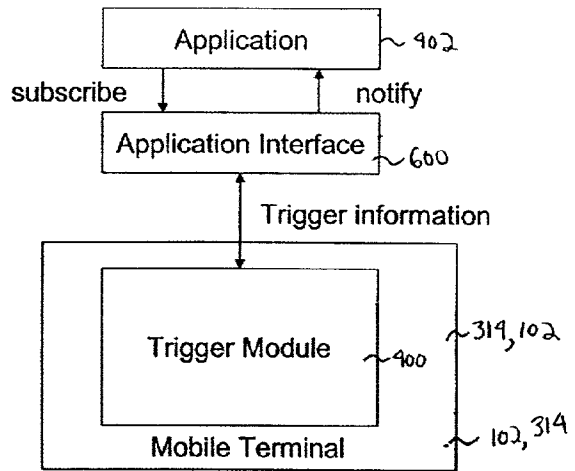 Application
402
subscribe
notify
Application Interface
600
Trigger information
Trigger Module
400
314, 102
102, 314
Mobile Terminal